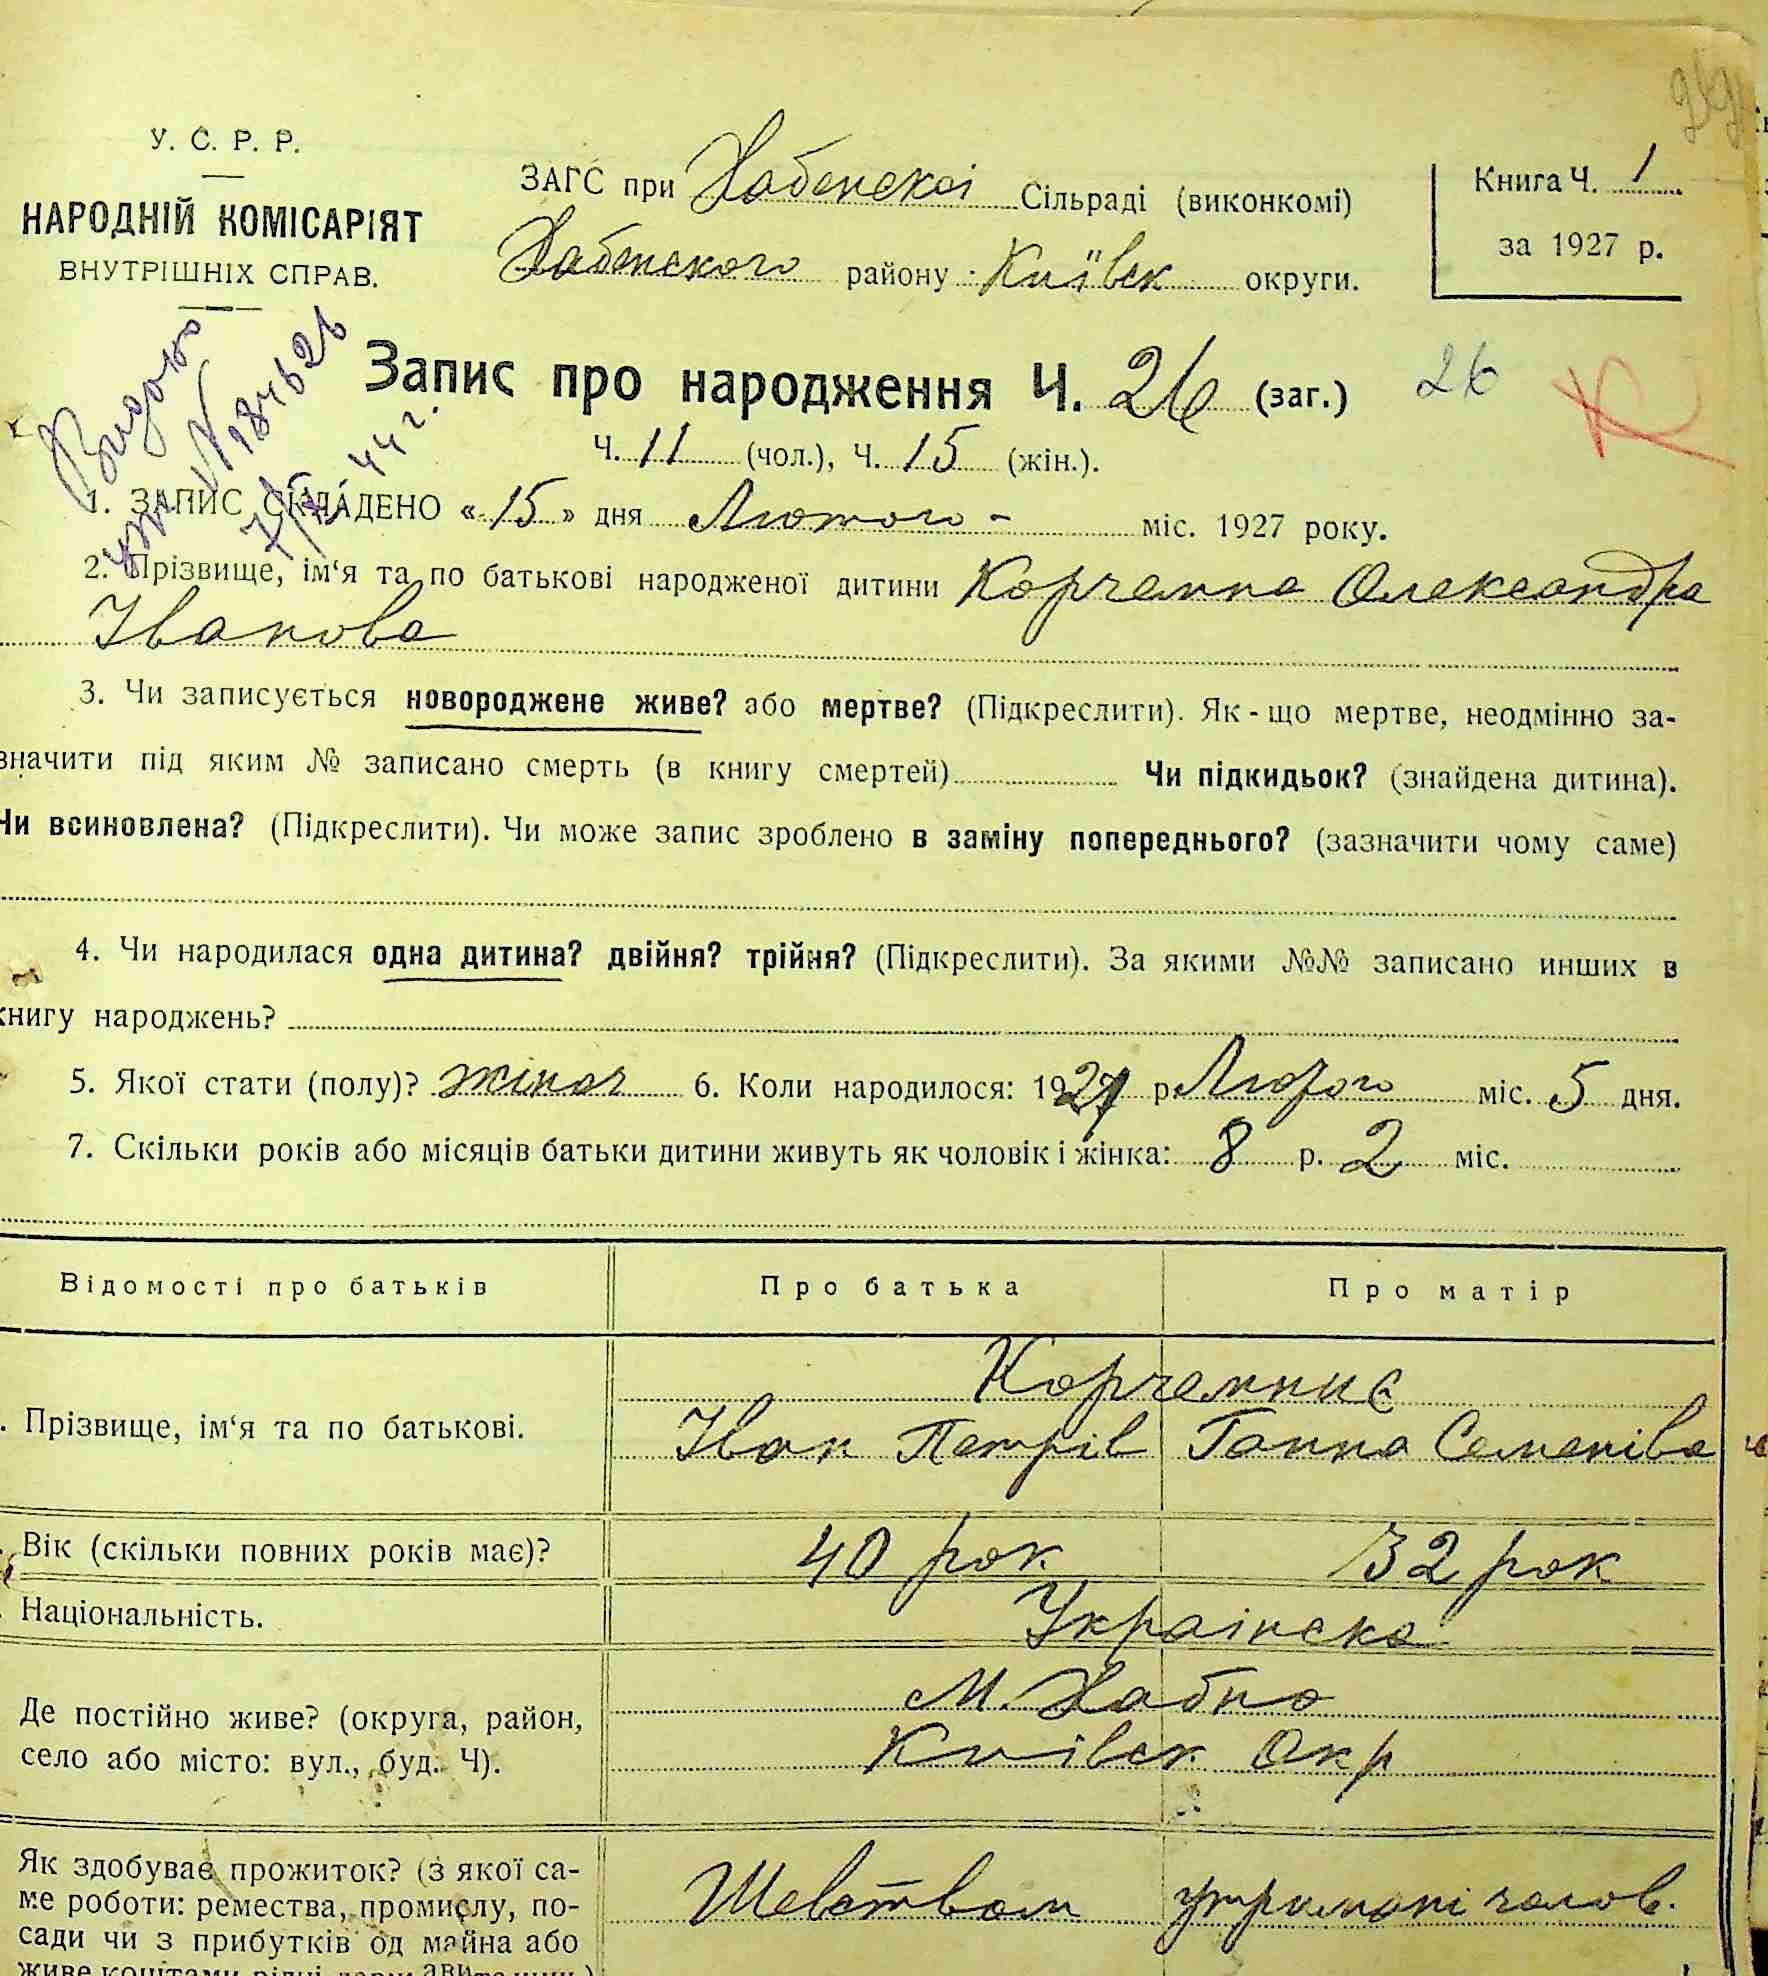 У. С. Р. Р.
НАРОДНІЙ КОМІСАРІЯТ
ВНУТРІШНІХ СПРАВ.
ЗАГС при Хабенскої Сільраді (виконкомі)
Хабенского району Київск округи.
Книга Ч. 1
за 1927 р.
Запис про народження Ч. 26 (заг.) 26
К
Ч. 11 (чол.), Ч. 15 (жін.).
1. ЗАПИС СКЛАДЕНО «15» дня Лютого - міс. 1927 року.
2. Прізвище, ім‘я та по батькові народженої дитини Корчемна Олександра
Іванова
3. Чи записується новороджене живе? або мертве? (Підкреслити). Як-що мертве, неодмінно за-
значити під яким № записано смерть (в книгу смертей) Чи підкидьок? (знайдена дитина).
Чи всиновлена? (Підкреслити). Чи може запис зроблено в заміну попереднього? (зазначити чому саме)
4. Чи народилася одна дитина? двійня? трійня? (Підкреслити). За якими №№ записано инших в
книгу народжень?
5. Якої стати (полу)? жіноч 6. Коли народилося: 1927 р. Лютого міс. 5 дня.
7. Скільки років або місяців батьки дитини живуть як чоловік і жінка: 8 р. 2 міс.
Відомості про батьків Про батька Про матір
Корчемние
Прізвище, ім‘я та по батькові. Іван Петрів Ганна Семенівa
Вік (скільки повних років має)? 40 рок 32 рок
Національність. Українска
Де постійно живе? (округа, район, М. Хабно
село або місто: вул., буд. Ч). Київск Окр
Як здобуває прожиток? (з якої са-
ме роботи: ремества, промислу, по- Шевством утримані чолов.
сади чи з прибутків од майна або